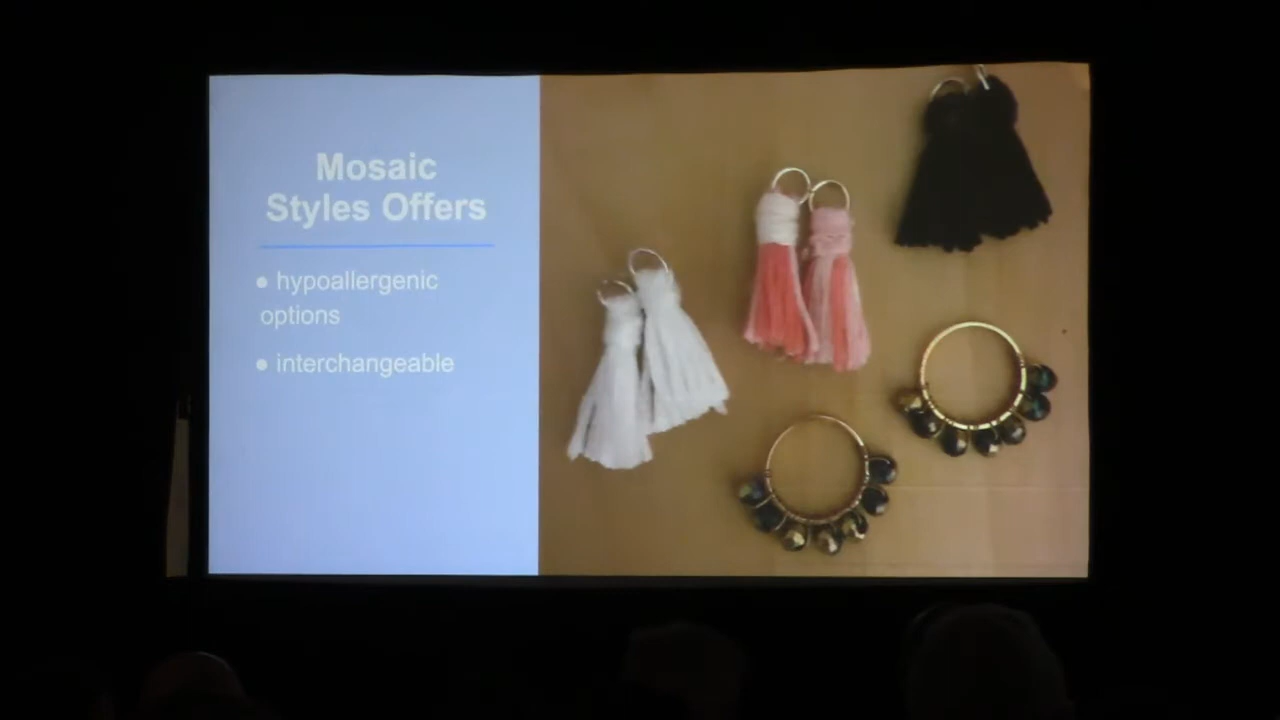 Mosaic
Styles Offers
● hypoallergenic
options
● interchangeable